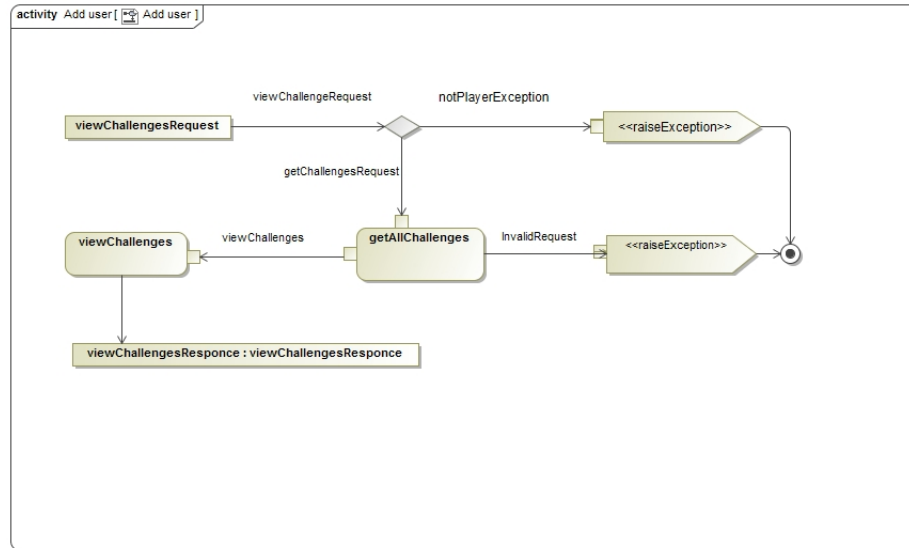 activity Add user [ Add user ]
viewChallengeRequest
notPlayerException
viewChallengesRequest
<<raiseException>>
getChallengesRequest
viewChallenges
viewChallenges
getAllChallenges
InvalidRequest
<<raiseException>>
viewChallengesResponce : viewChallengesResponce